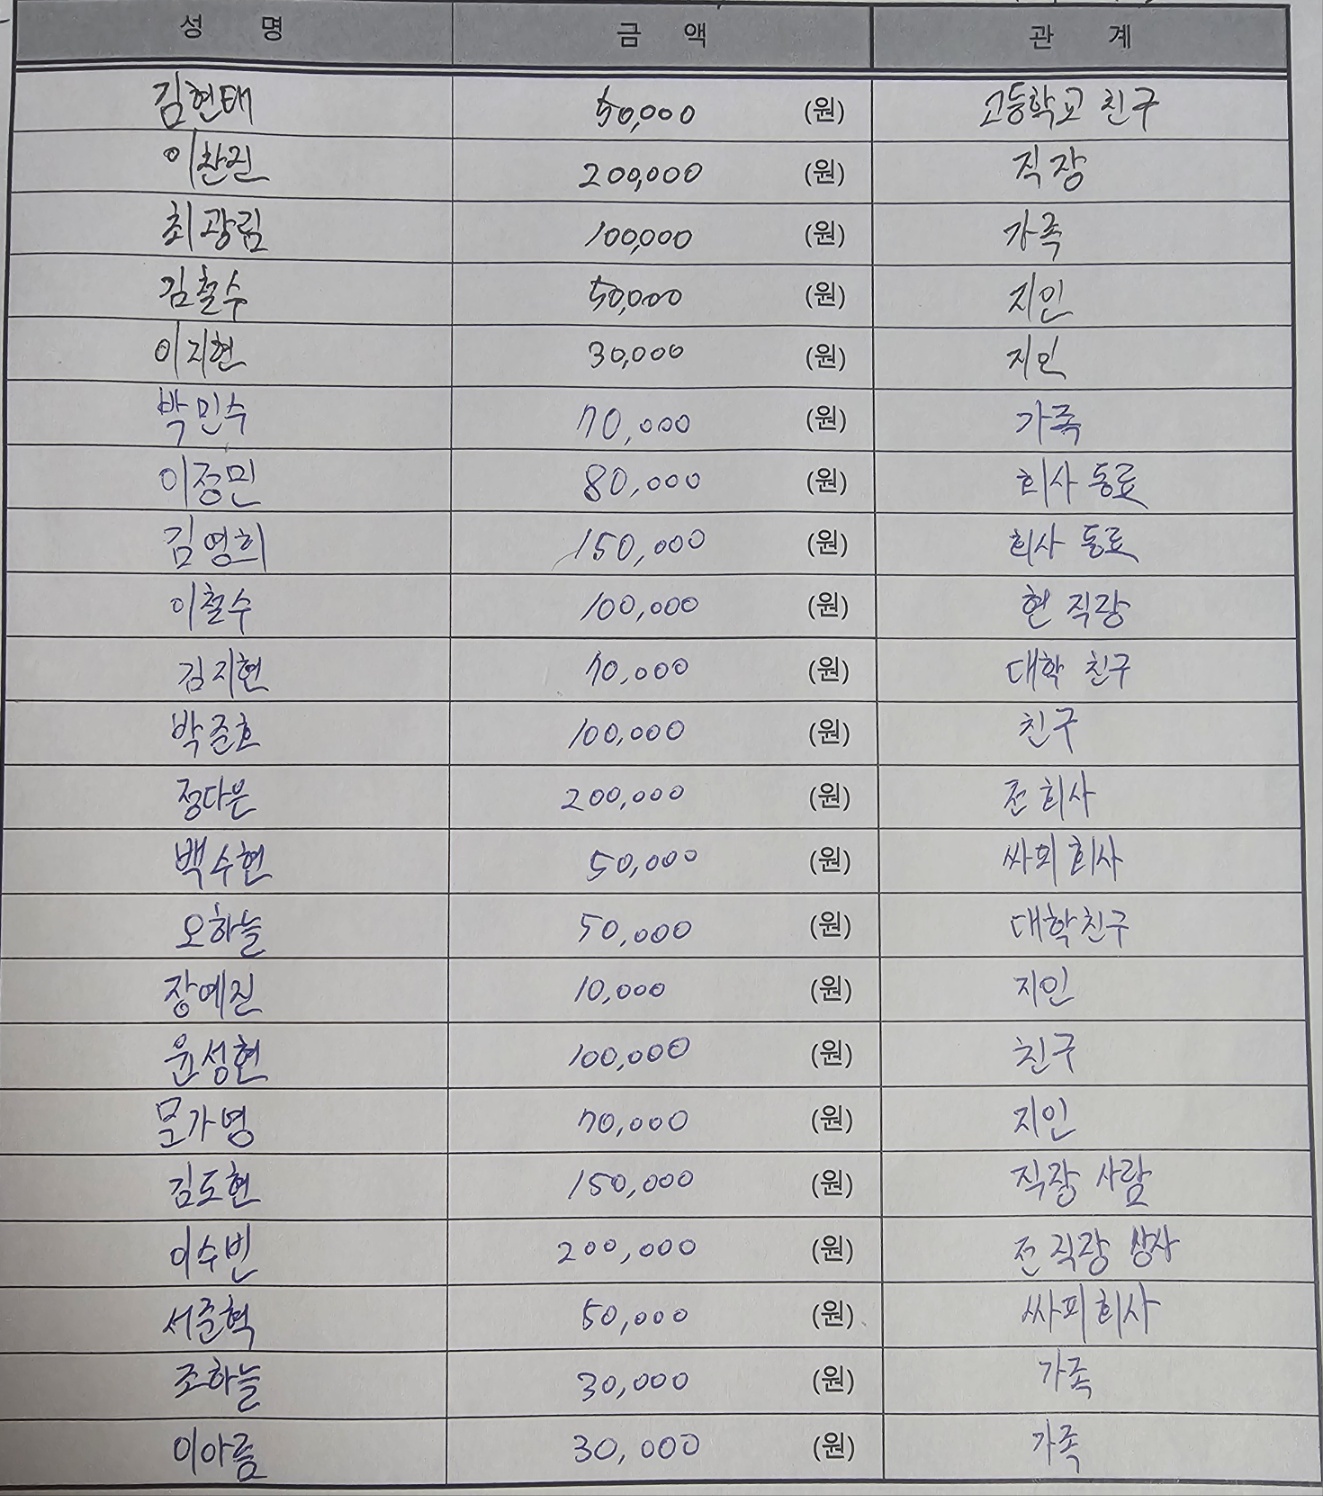 성 명 금 액 관 계
김현태 50,000 (원) 고등학교 친구
이찬진 200,000 (원) 직장
최광림 100,000 (원) 가족
김철수 50,000 (원) 지인
이지현 30,000 (원) 지인
박민수 70,000 (원) 가족
이정민 80,000 (원) 회사 동료
김영희 150,000 (원) 회사 동료
이철수 100,000 (원) 현 직장
김지현 70,000 (원) 대학 친구
박준호 100,000 (원) 친구
정다은 200,000 (원) 전 회사
백수현 50,000 (원) 싸피 회사
오하늘 50,000 (원) 대학친구
장예진 10,000 (원) 지인
윤성현 100,000 (원) 친구
문가영 70,000 (원) 지인
김도현 150,000 (원) 직장 사람
이수빈 200,000 (원) 전 직장 상사
서준혁 50,000 (원) 싸피 회사
조하늘 30,000 (원) 가족
이아름 30,000 (원) 가족